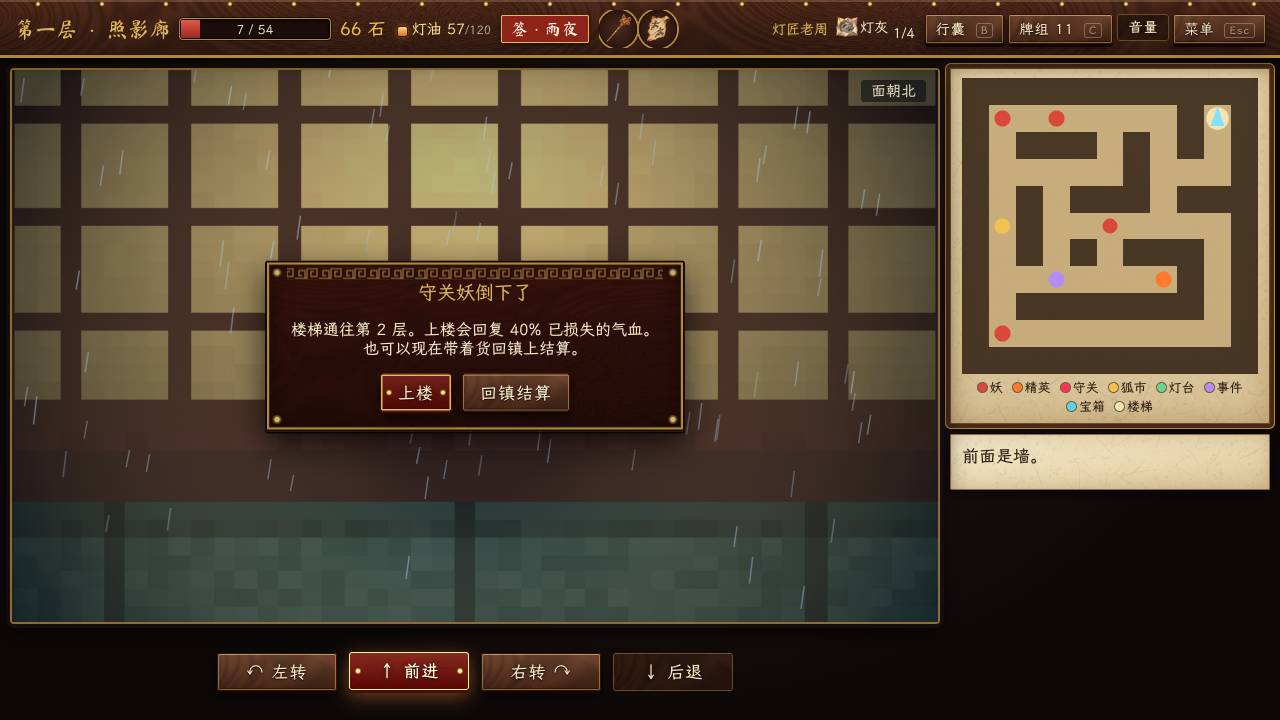 第一层 · 照影廊
7 / 54
66 石
灯油 57/120
签 · 雨夜
灯匠老周
灯灰 1/4
行囊 B
牌组 11 C
音量
菜单 Esc
面朝北
守关妖倒下了
楼梯通往第 2 层。上楼会回复 40% 已损失的气血。
也可以现在带着货回镇上结算。
上楼
回镇结算
妖 精英 守关 狐市 灯台 事件
宝箱 楼梯
前面是墙。
↶ 左转
↑ 前进
右转 ↷
↓ 后退